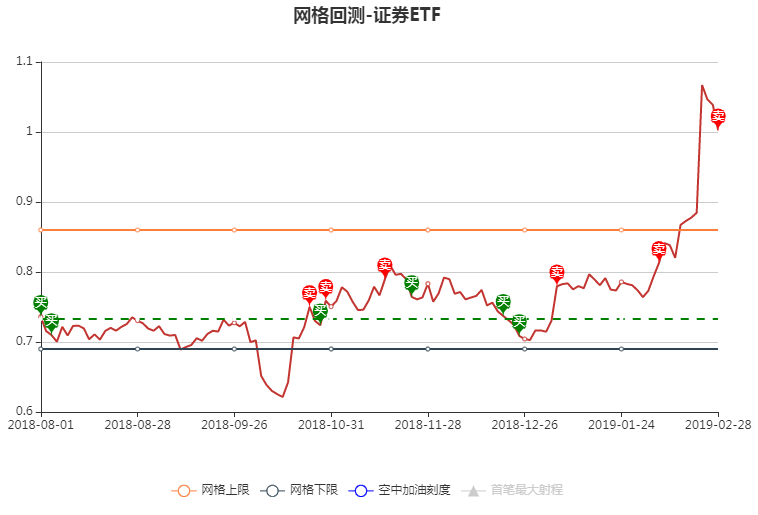 网格回测-证券ETF
1.1
1
0.9
0.8
0.7
0.6
买
买
卖
买
卖
卖
买
买
买
卖
卖
卖
2018-08-01 2018-08-28 2018-09-26 2018-10-31 2018-11-28 2018-12-26 2019-01-24 2019-02-28
网格上限 网格下限 空中加油刻度 首笔最大射程